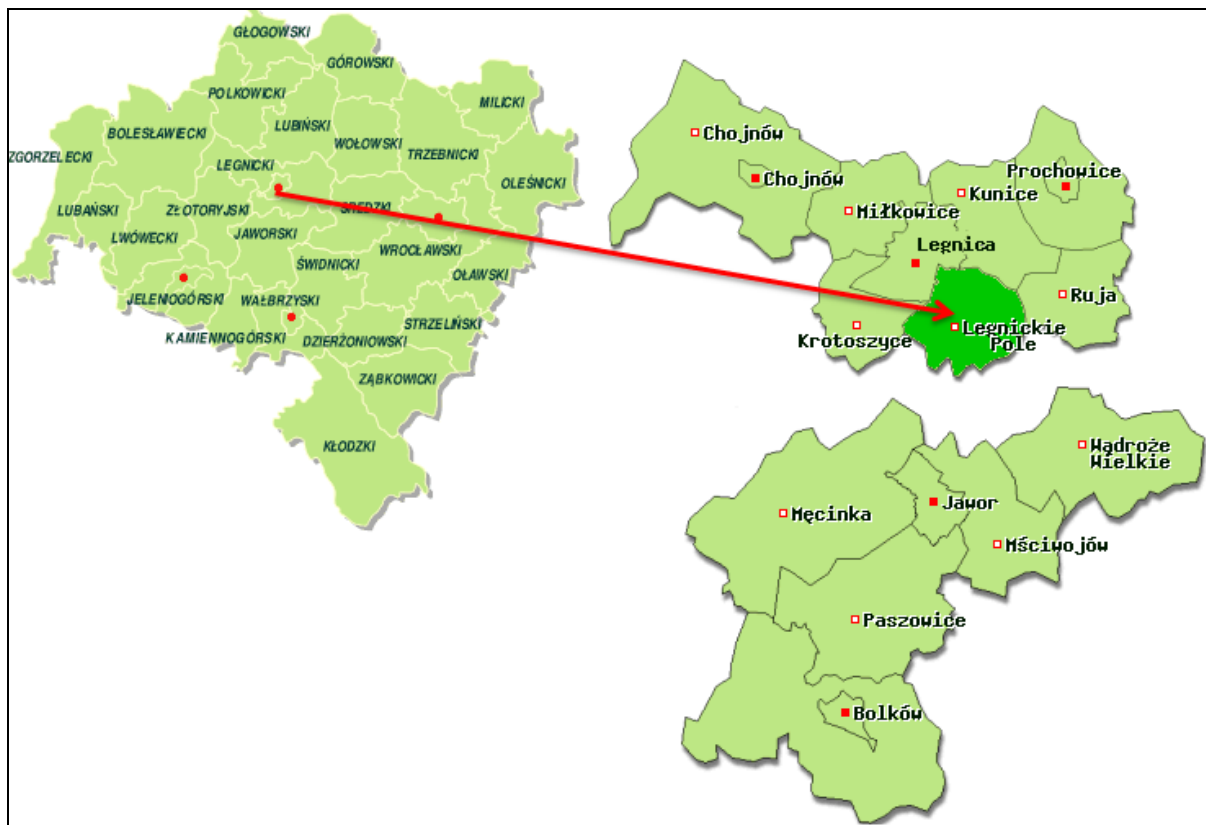 GŁOGOWSKI
GÓROWSKI
POLKOWICKI
MILICKI
LUBIŃSKI
BOLESŁAWIECKI
WOŁOWSKI
TRZEBNICKI
ZGORZELECKI
LEGNICKI
OLEŚNICKI
LUBAŃSKI
ZŁOTORYJSKI
ŚREDZKI
LWÓWECKI
JAWORSKI
WROCŁAWSKI
ŚWIDNICKI
OŁAWSKI
JELENIOGÓRSKI
WAŁBRZYSKI
STRZELIŃSKI
KAMIENNOGÓRSKI
DZIERŻONIOWSKI
ZĄBKOWICKI
KŁODZKI
Chojnów
Chojnów
Prochowice
Kunice
Miłkowice
Legnica
Ruja
Legnickie
Pole
Krotoszyce
Wądroże
Wielkie
Męcinka
Jawor
Mściwojów
Paszowice
Bolków